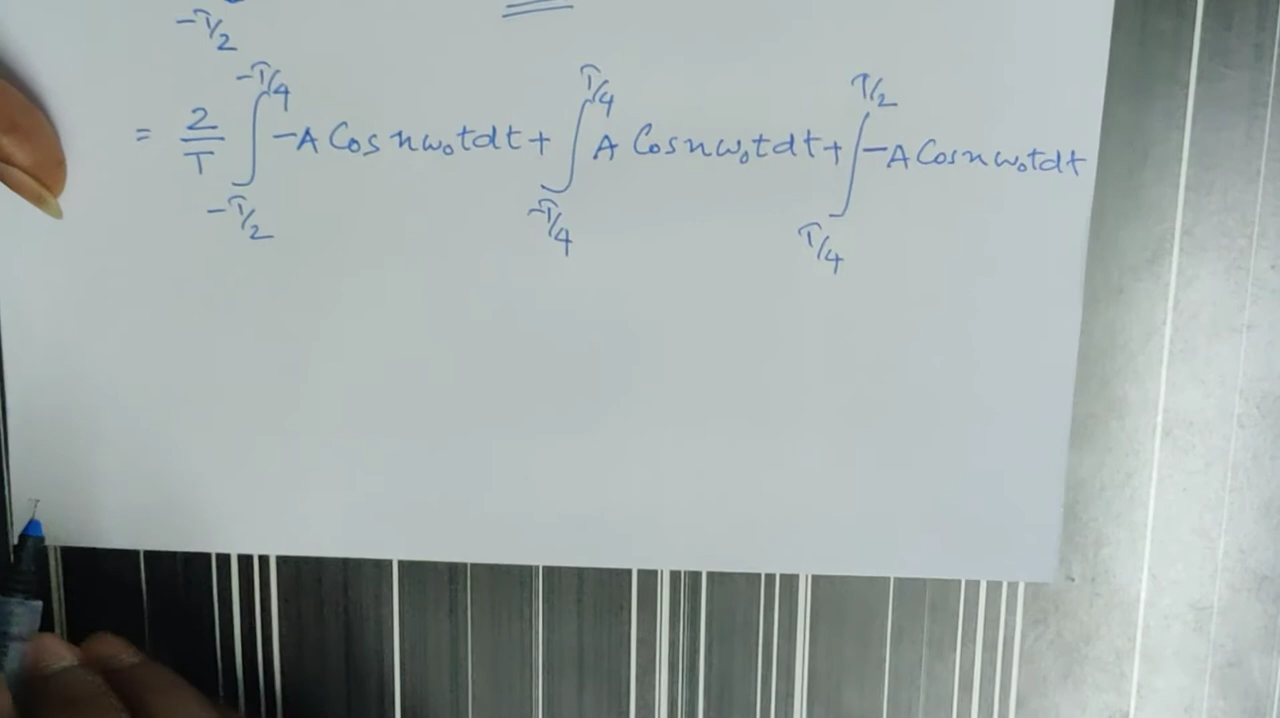 -T/2
= 2/T ∫_{-T/2}^{-T/4} -A Cos nω₀t dt + ∫_{-T/4}^{T/4} A Cos nω₀t dt + ∫_{T/4}^{T/2} -A Cos nω₀t dt